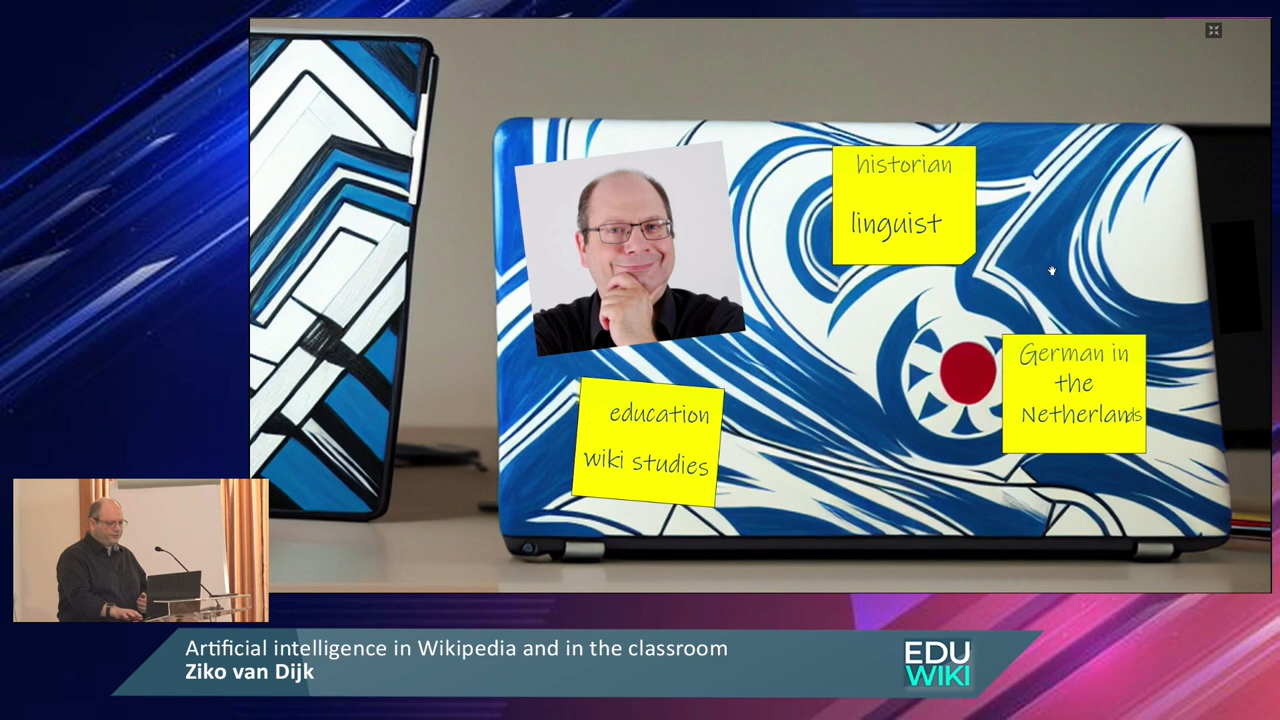 historian
linguist
German in
the
Netherlands
education
wiki studies
Artificial intelligence in Wikipedia and in the classroom
Ziko van Dijk
EDU
WIKI